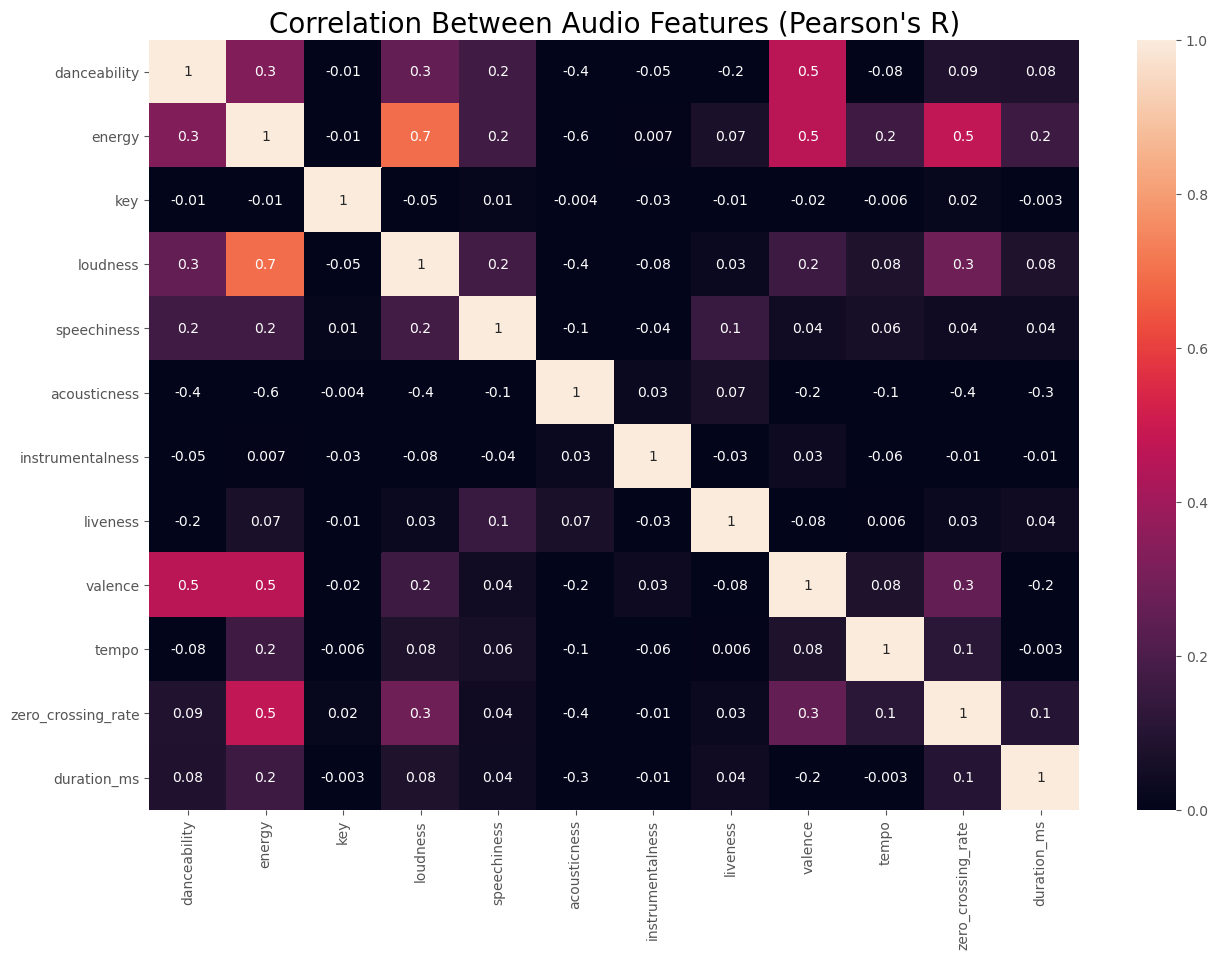 Correlation Between Audio Features (Pearson's R)
danceability 1 0.3 -0.01 0.3 0.2 -0.4 -0.05 -0.2 0.5 -0.08 0.09 0.08
energy 0.3 1 -0.01 0.7 0.2 -0.6 0.007 0.07 0.5 0.2 0.5 0.2
key -0.01 -0.01 1 -0.05 0.01 -0.004 -0.03 -0.01 -0.02 -0.006 0.02 -0.003
loudness 0.3 0.7 -0.05 1 0.2 -0.4 -0.08 0.03 0.2 0.08 0.3 0.08
speechiness 0.2 0.2 0.01 0.2 1 -0.1 -0.04 0.1 0.04 0.06 0.04 0.04
acousticness -0.4 -0.6 -0.004 -0.4 -0.1 1 0.03 0.07 -0.2 -0.1 -0.4 -0.3
instrumentalness -0.05 0.007 -0.03 -0.08 -0.04 0.03 1 -0.03 0.03 -0.06 -0.01 -0.01
liveness -0.2 0.07 -0.01 0.03 0.1 0.07 -0.03 1 -0.08 0.006 0.03 0.04
valence 0.5 0.5 -0.02 0.2 0.04 -0.2 0.03 -0.08 1 0.08 0.3 -0.2
tempo -0.08 0.2 -0.006 0.08 0.06 -0.1 -0.06 0.006 0.08 1 0.1 -0.003
zero_crossing_rate 0.09 0.5 0.02 0.3 0.04 -0.4 -0.01 0.03 0.3 0.1 1 0.1
duration_ms 0.08 0.2 -0.003 0.08 0.04 -0.3 -0.01 0.04 -0.2 -0.003 0.1 1
danceability
energy
key
loudness
speechiness
acousticness
instrumentalness
liveness
valence
tempo
zero_crossing_rate
duration_ms
1.0
0.8
0.6
0.4
0.2
0.0